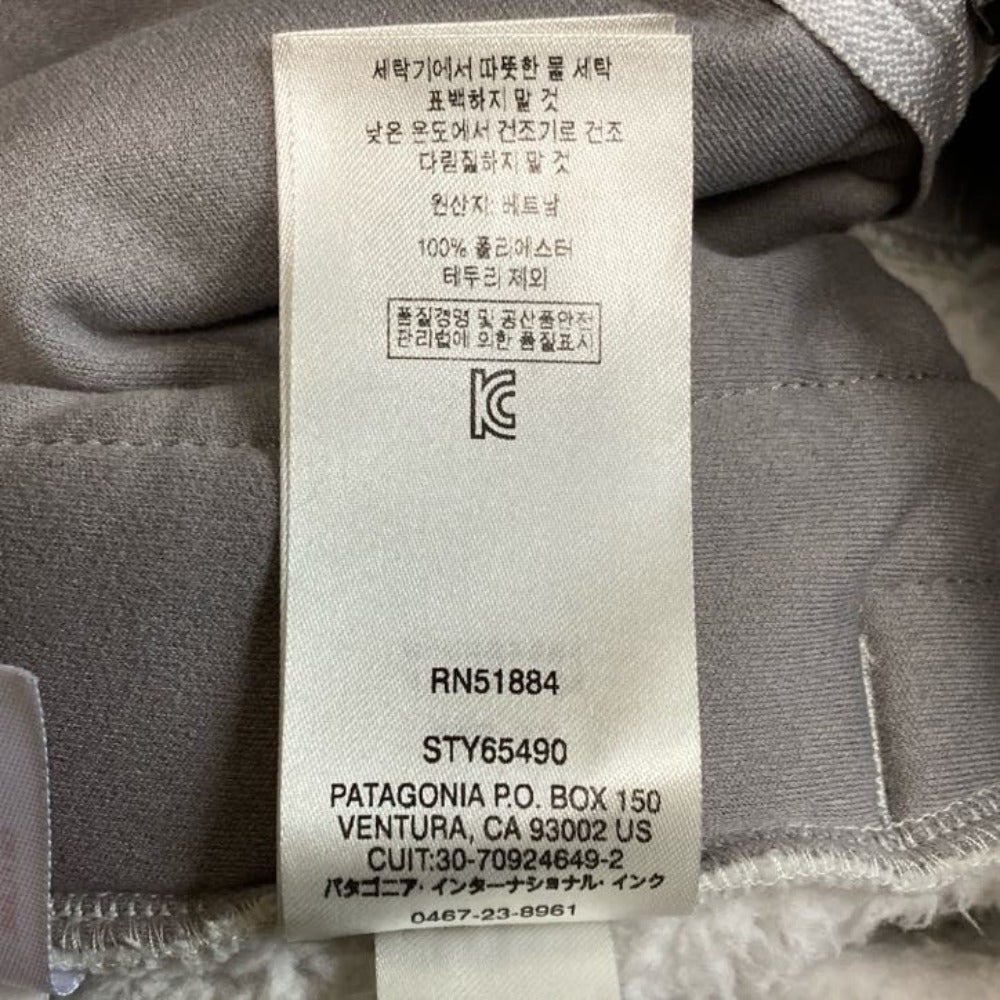 세탁기에서 따뜻한 물 세탁
표백하지 말 것
낮은 온도에서 건조기르 건조
다림질하지 말 것
원산지: 베트남
100% 폴리에스터
테두리 제외
품질경영 및 공산품안전
관리법에 의한 품질표시
KC
RN51884
STY65490
PATAGONIA P.O. BOX 150
VENTURA, CA 93002 US
CUIT:30-70924649-2
パタゴニア・インターナショナル・インク
0467-23-8961